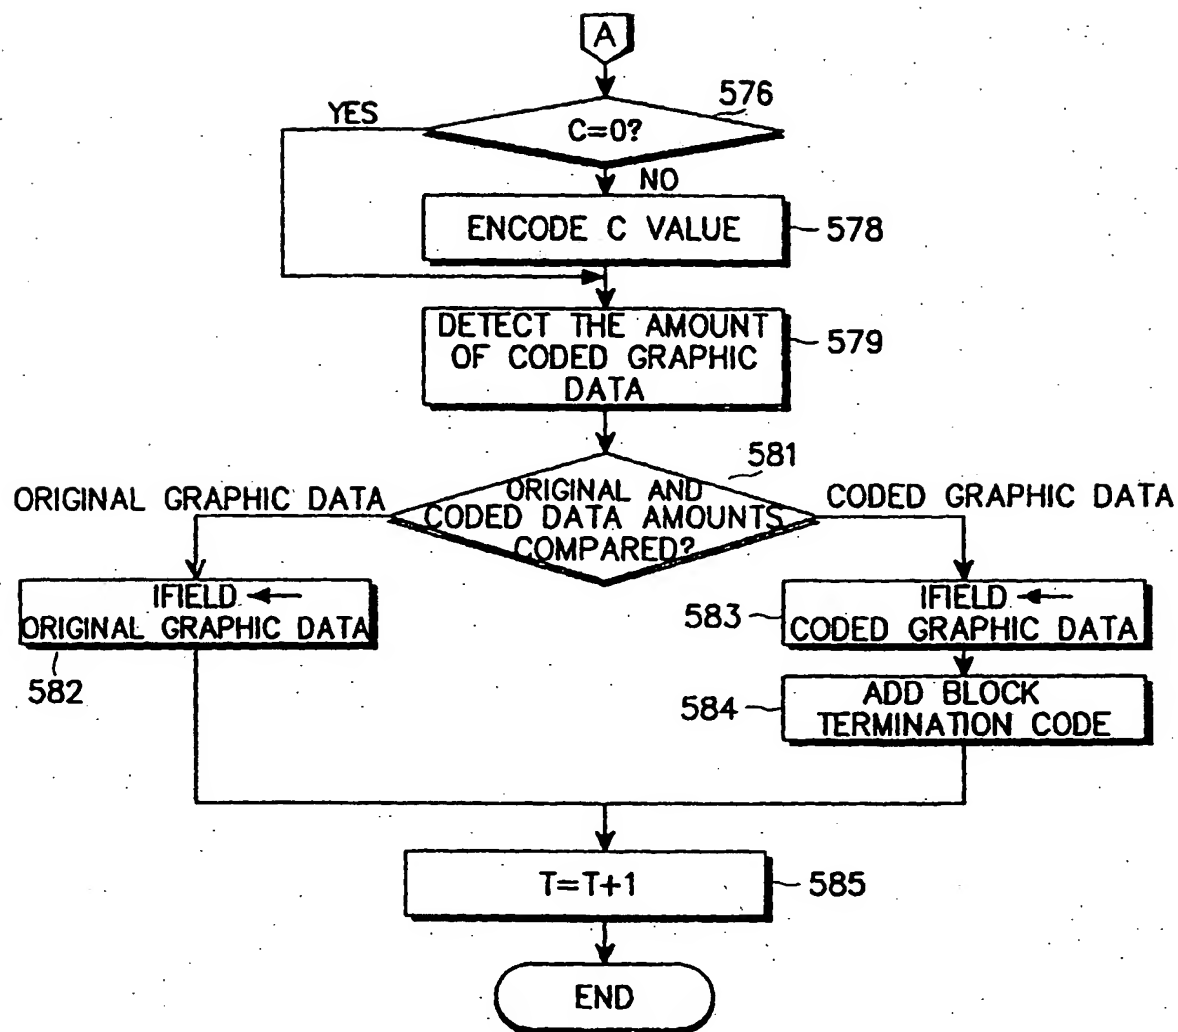 A
576
YES
C=0?
NO
ENCODE C VALUE
578
DETECT THE AMOUNT
OF CODED GRAPHIC
DATA
579
581
ORIGINAL GRAPHIC DATA
ORIGINAL AND
CODED DATA AMOUNTS
COMPARED?
CODED GRAPHIC DATA
IFIELD ←
ORIGINAL GRAPHIC DATA
582
583
IFIELD ←
CODED GRAPHIC DATA
584
ADD BLOCK
TERMINATION CODE
T=T+1
585
END